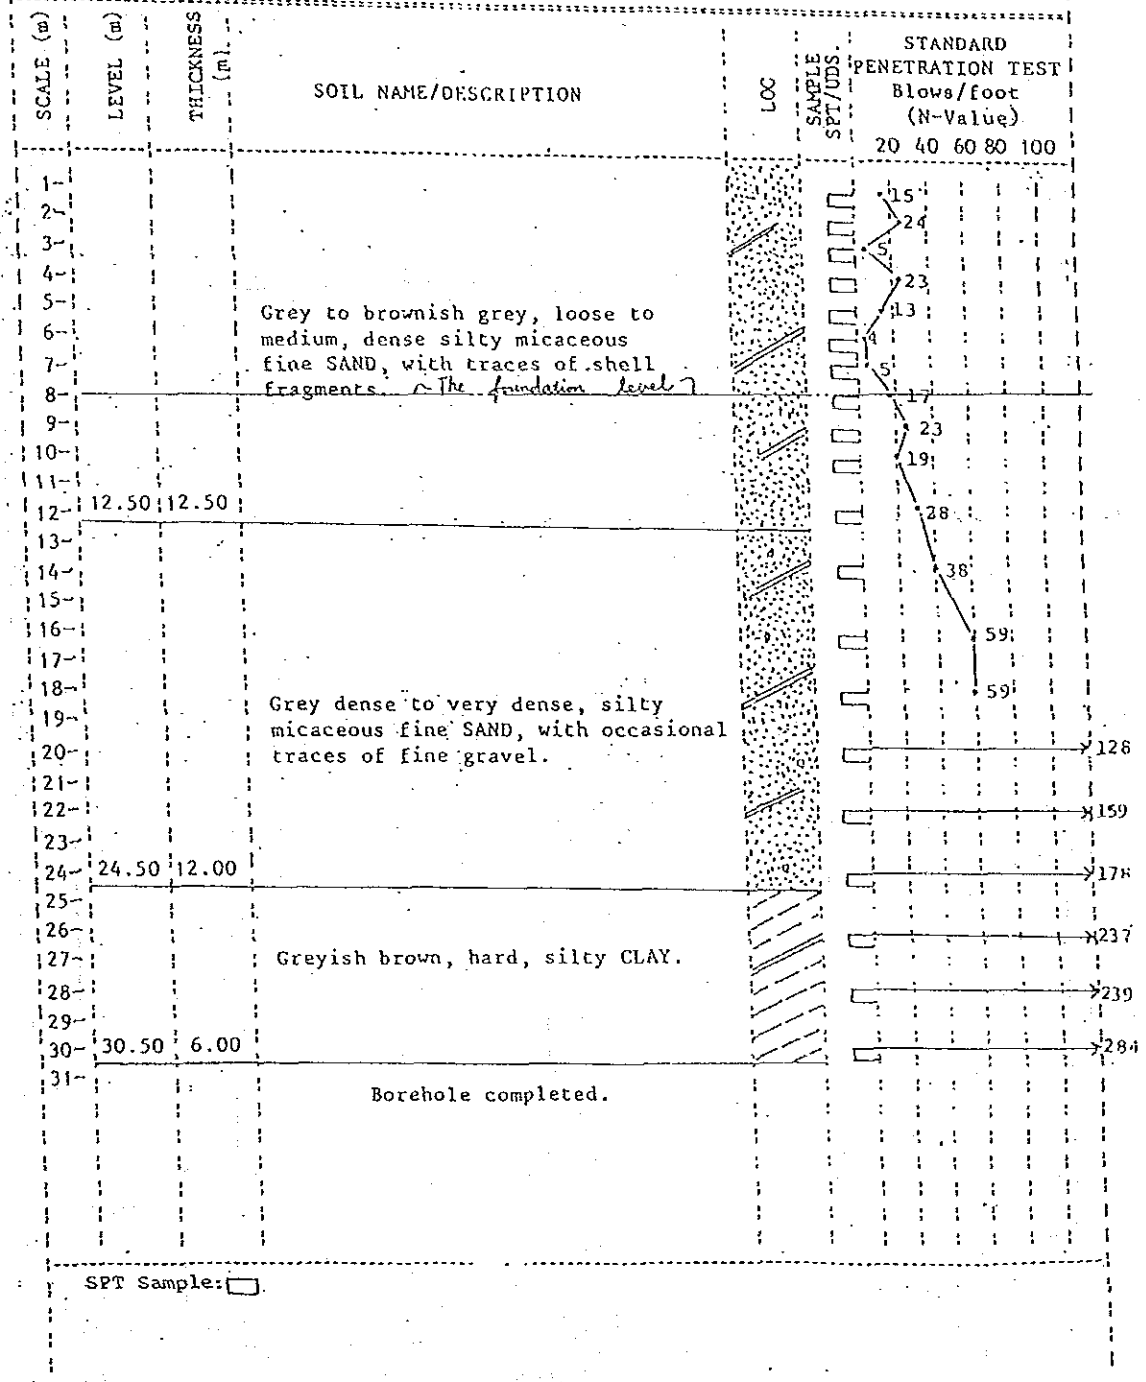 SCALE (m)
LEVEL (m)
THICKNESS (m).
SOIL NAME/DESCRIPTION
LOG
SAMPLE SPT/UDS.
STANDARD
PENETRATION TEST
Blows/foot
(N-Value)
20 40 60 80 100
1-
15
2-
24
3-
5
4-
23
5-
13
Grey to brownish grey, loose to
6-
4
medium, dense silty micaceous
7-
5
fine SAND, with traces of shell
fragments. ~ The foundation level
8-
17
9-
23
10-
19
11-
12.50 12.50
12-
28
13-
14-
38
15-
16-
59
17-
18-
59
Grey dense to very dense, silty
19-
micaceous fine SAND, with occasional
20-
traces of fine gravel.
128
21-
22-
159
23-
24- 24.50 12.00
178
25-
26-
237
27-
Greyish brown, hard, silty CLAY.
28-
239
29-
30- 30.50 6.00
284
31-
Borehole completed.
SPT Sample: